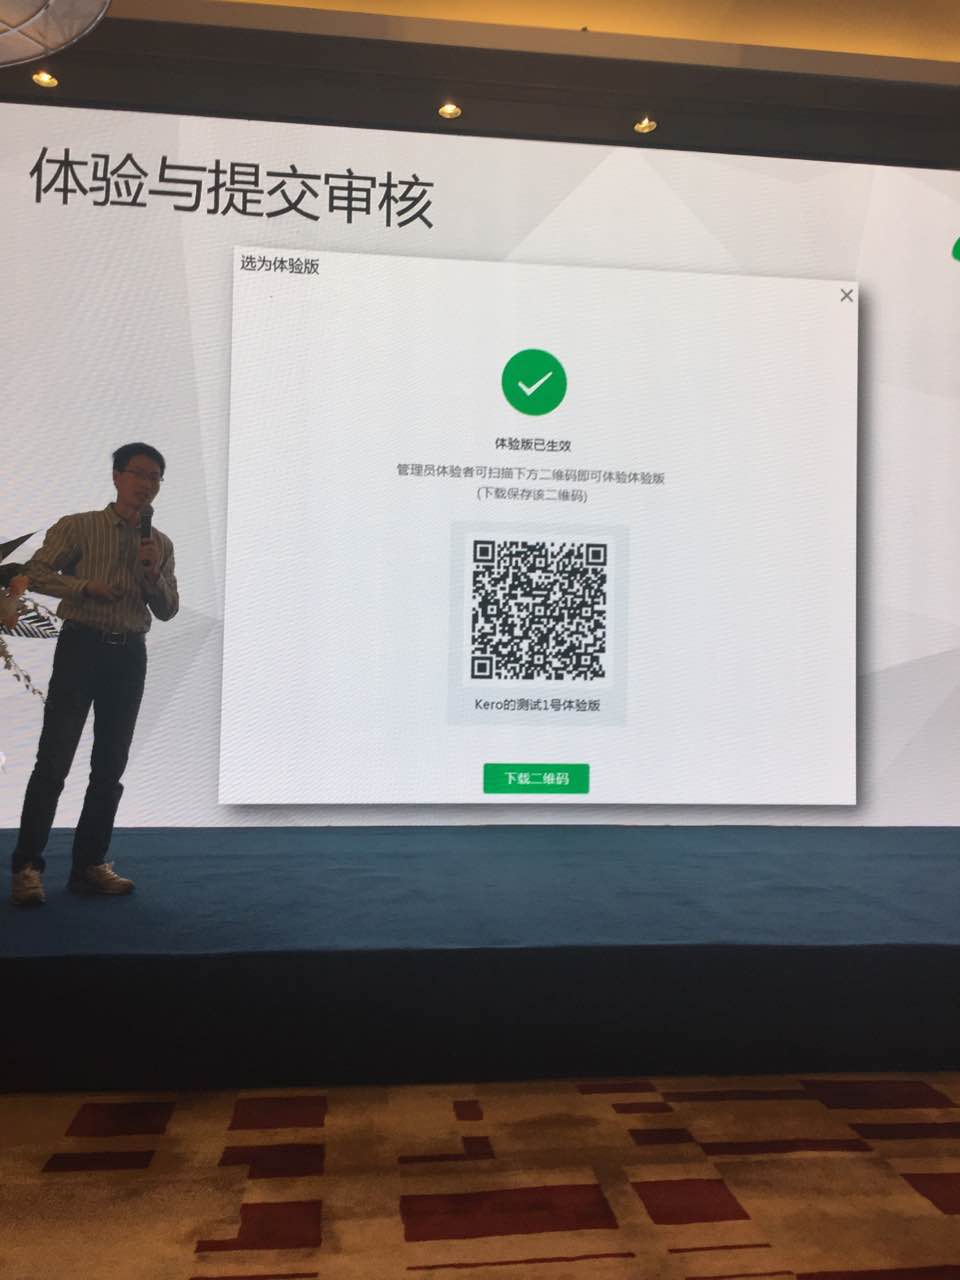 体验与提交审核
选为体验版
体验版已生效
管理员体验者可扫描下方二维码即可体验体验版
(下载保存该二维码)
Kero的测试1号体验版
下载二维码